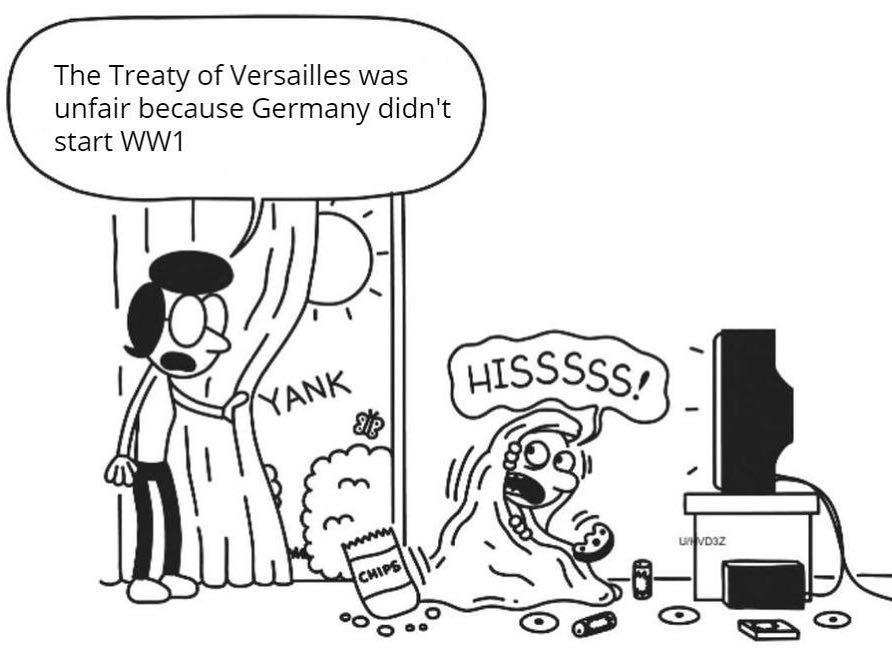 The Treaty of Versailles was
unfair because Germany didn't
start WW1
YANK
HISSSSS!
CHIPS